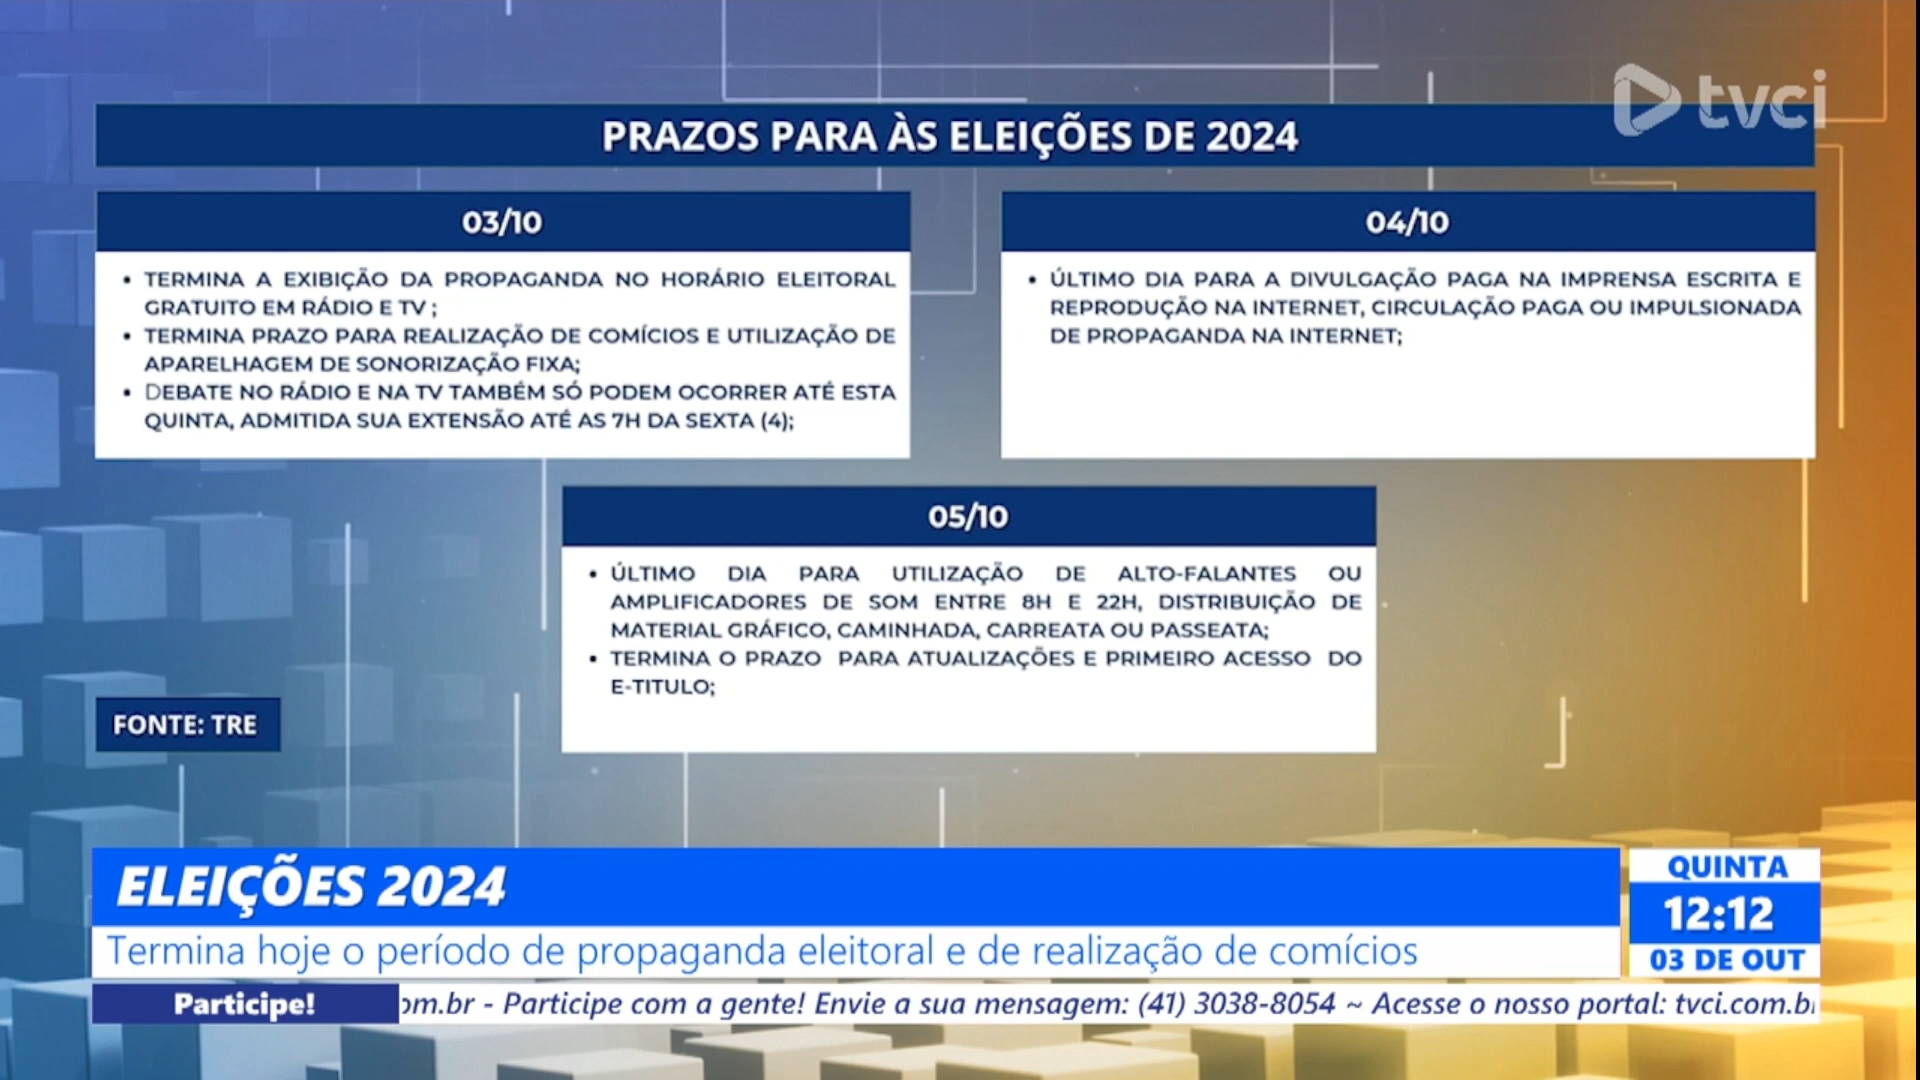 tvci
PRAZOS PARA ÀS ELEIÇÕES DE 2024
03/10
• TERMINA A EXIBIÇÃO DA PROPAGANDA NO HORÁRIO ELEITORAL
GRATUITO EM RÁDIO E TV ;
• TERMINA PRAZO PARA REALIZAÇÃO DE COMÍCIOS E UTILIZAÇÃO DE
APARELHAGEM DE SONORIZAÇÃO FIXA;
• DEBATE NO RÁDIO E NA TV TAMBÉM SÓ PODEM OCORRER ATÉ ESTA
QUINTA, ADMITIDA SUA EXTENSÃO ATÉ AS 7H DA SEXTA (4);
04/10
• ÚLTIMO DIA PARA A DIVULGAÇÃO PAGA NA IMPRENSA ESCRITA E
REPRODUÇÃO NA INTERNET, CIRCULAÇÃO PAGA OU IMPULSIONADA
DE PROPAGANDA NA INTERNET;
05/10
• ÚLTIMO DIA PARA UTILIZAÇÃO DE ALTO-FALANTES OU
AMPLIFICADORES DE SOM ENTRE 8H E 22H, DISTRIBUIÇÃO DE
MATERIAL GRÁFICO, CAMINHADA, CARREATA OU PASSEATA;
• TERMINA O PRAZO PARA ATUALIZAÇÕES E PRIMEIRO ACESSO DO
E-TITULO;
FONTE: TRE
ELEIÇÕES 2024
Termina hoje o período de propaganda eleitoral e de realização de comícios
QUINTA
12:12
03 DE OUT
Participe!
om.br - Participe com a gente! Envie a sua mensagem: (41) 3038-8054 ~ Acesse o nosso portal: tvci.com.br